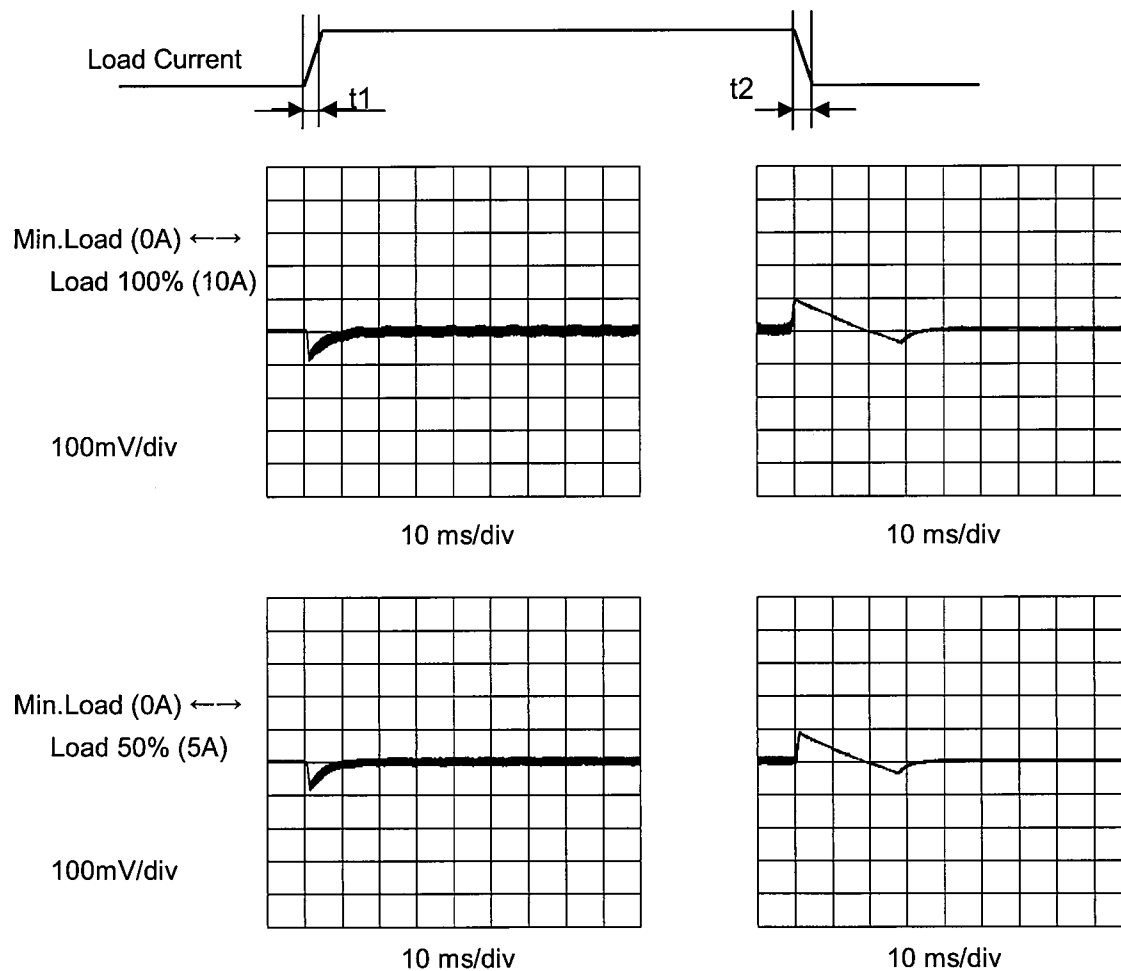 Load Current
t1
t2
Min.Load (0A) ←→
Load 100% (10A)
100mV/div
10 ms/div
10 ms/div
Min.Load (0A) ←→
Load 50% (5A)
100mV/div
10 ms/div
10 ms/div